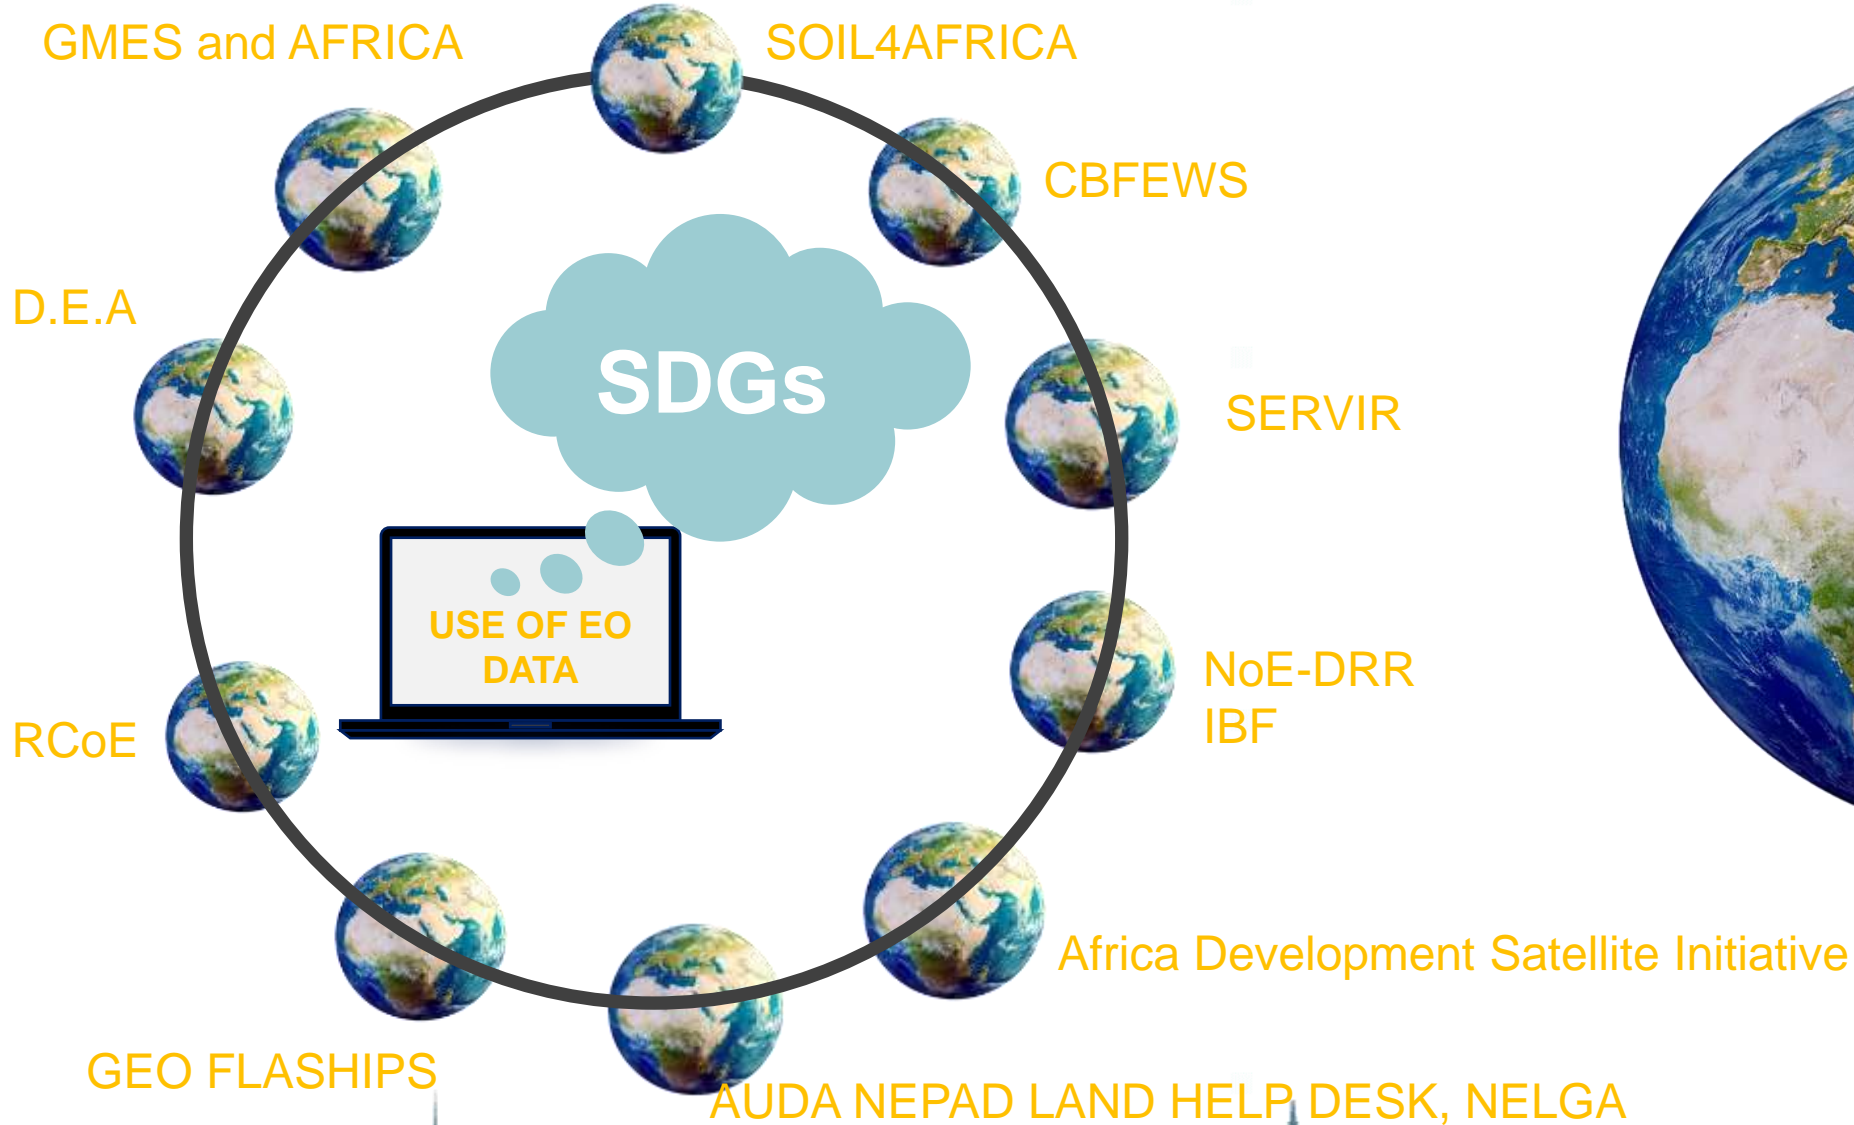 GMES and AFRICA
SOIL4AFRICA
CBFEWS
D.E.A
SDGs
SERVIR
USE OF EO
DATA
NoE-DRR
IBF
RCoE
Africa Development Satellite Initiative
GEO FLASHIPS
AUDA NEPAD LAND HELP DESK, NELGA